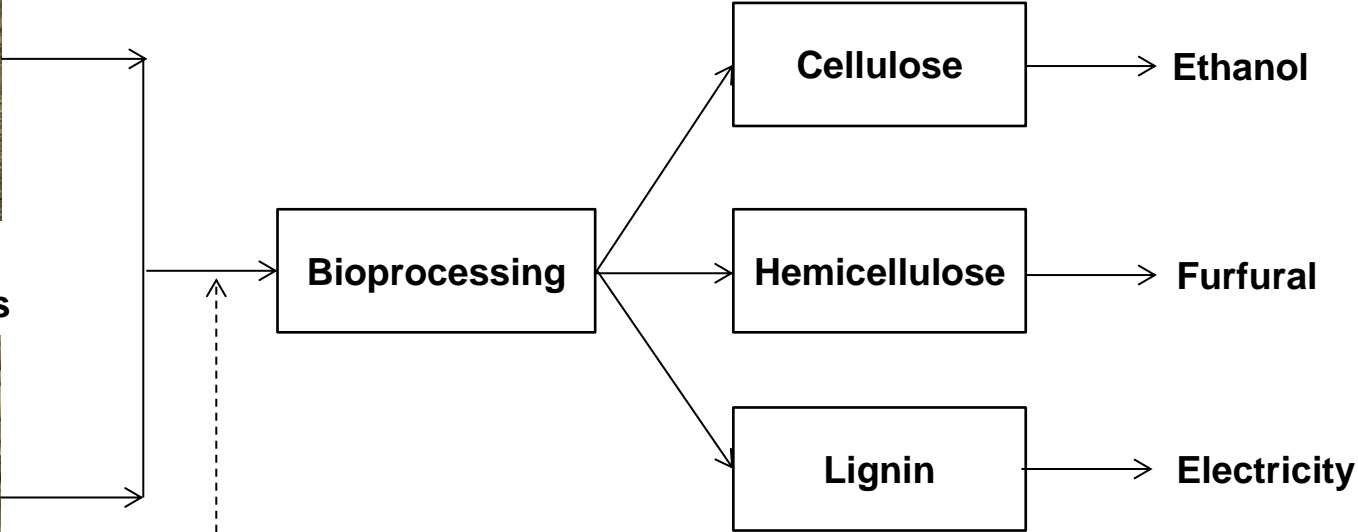 Cellulose
Ethanol
Bioprocessing
Hemicellulose
Furfural
s
Lignin
Electricity